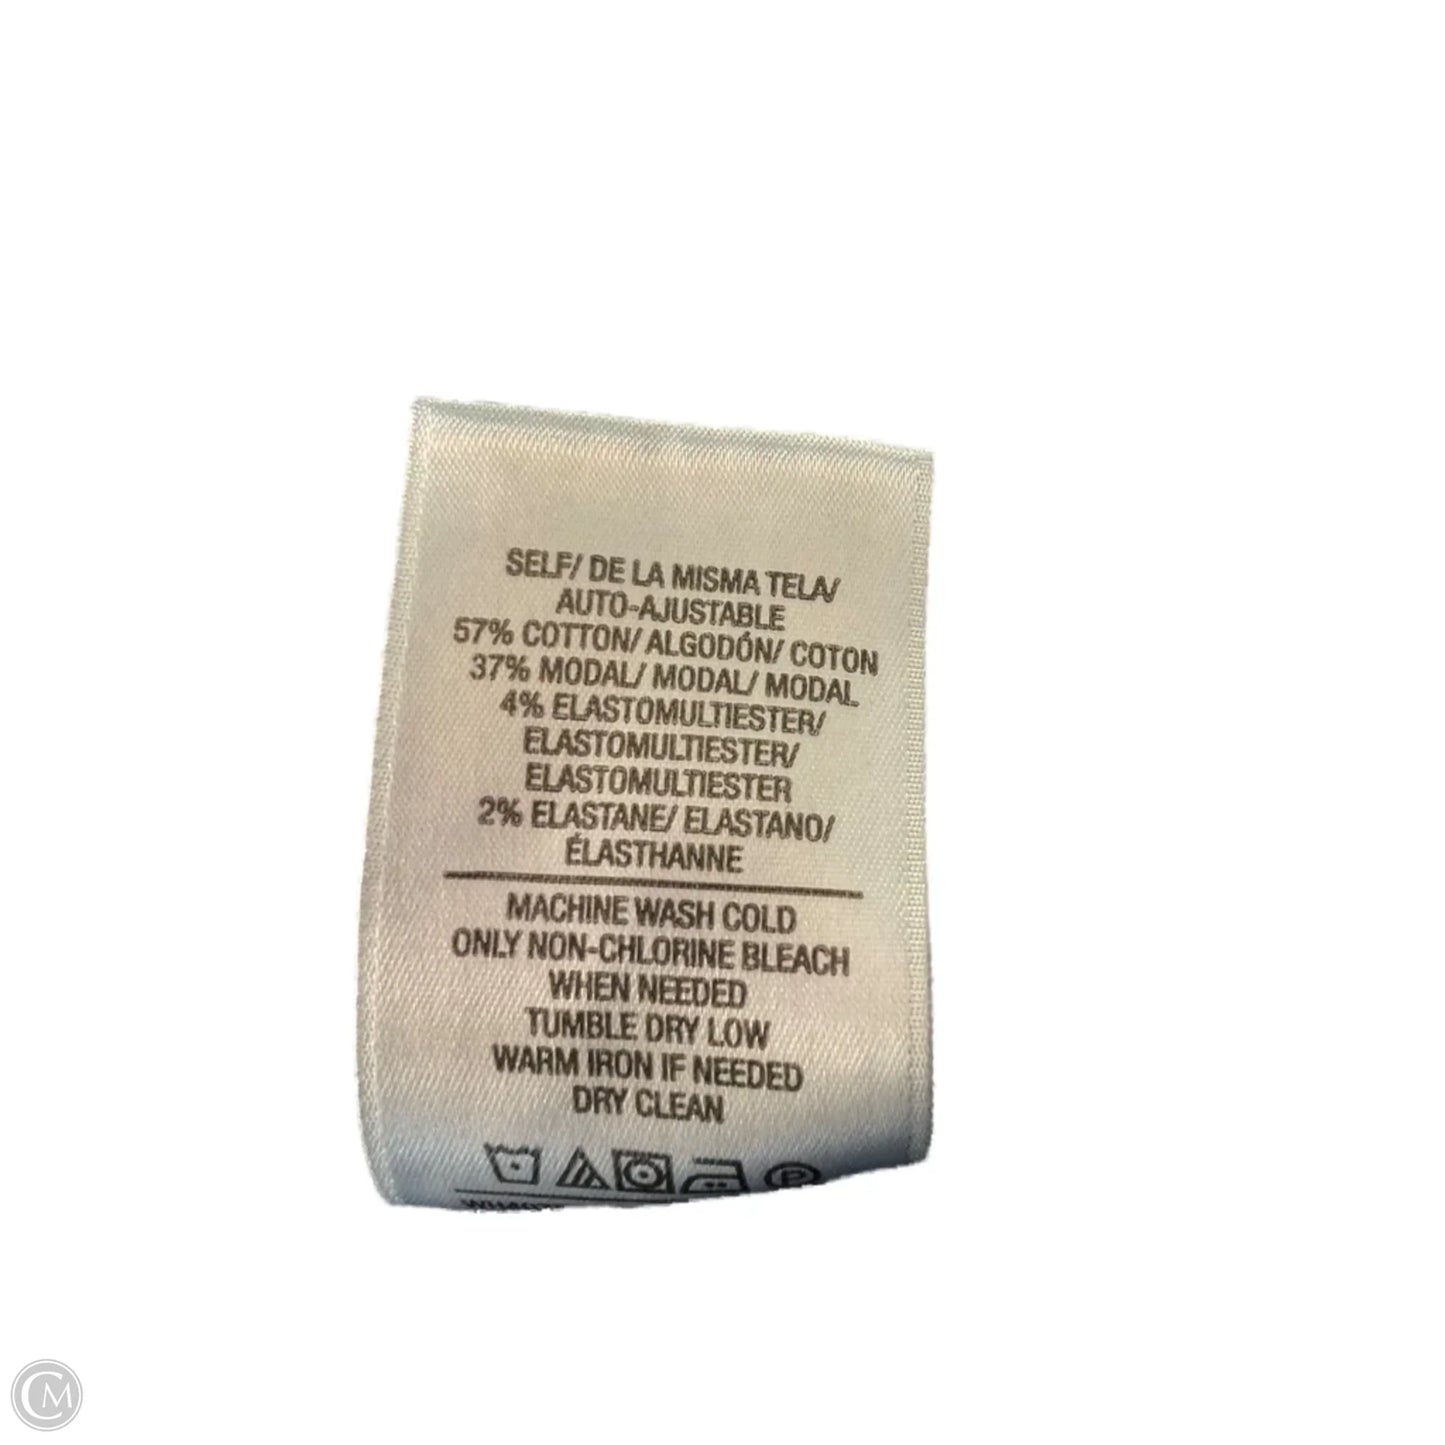 SELF/ DE LA MISMA TELA/
AUTO-AJUSTABLE
57% COTTON/ ALGODÓN/ COTON
37% MODAL/ MODAL/ MODAL
4% ELASTOMULTIESTER/
ELASTOMULTIESTER/
ELASTOMULTIESTER
2% ELASTANE/ ELASTANO/
ÉLASTHANNE
MACHINE WASH COLD
ONLY NON-CHLORINE BLEACH
WHEN NEEDED
TUMBLE DRY LOW
WARM IRON IF NEEDED
DRY CLEAN
P
CM